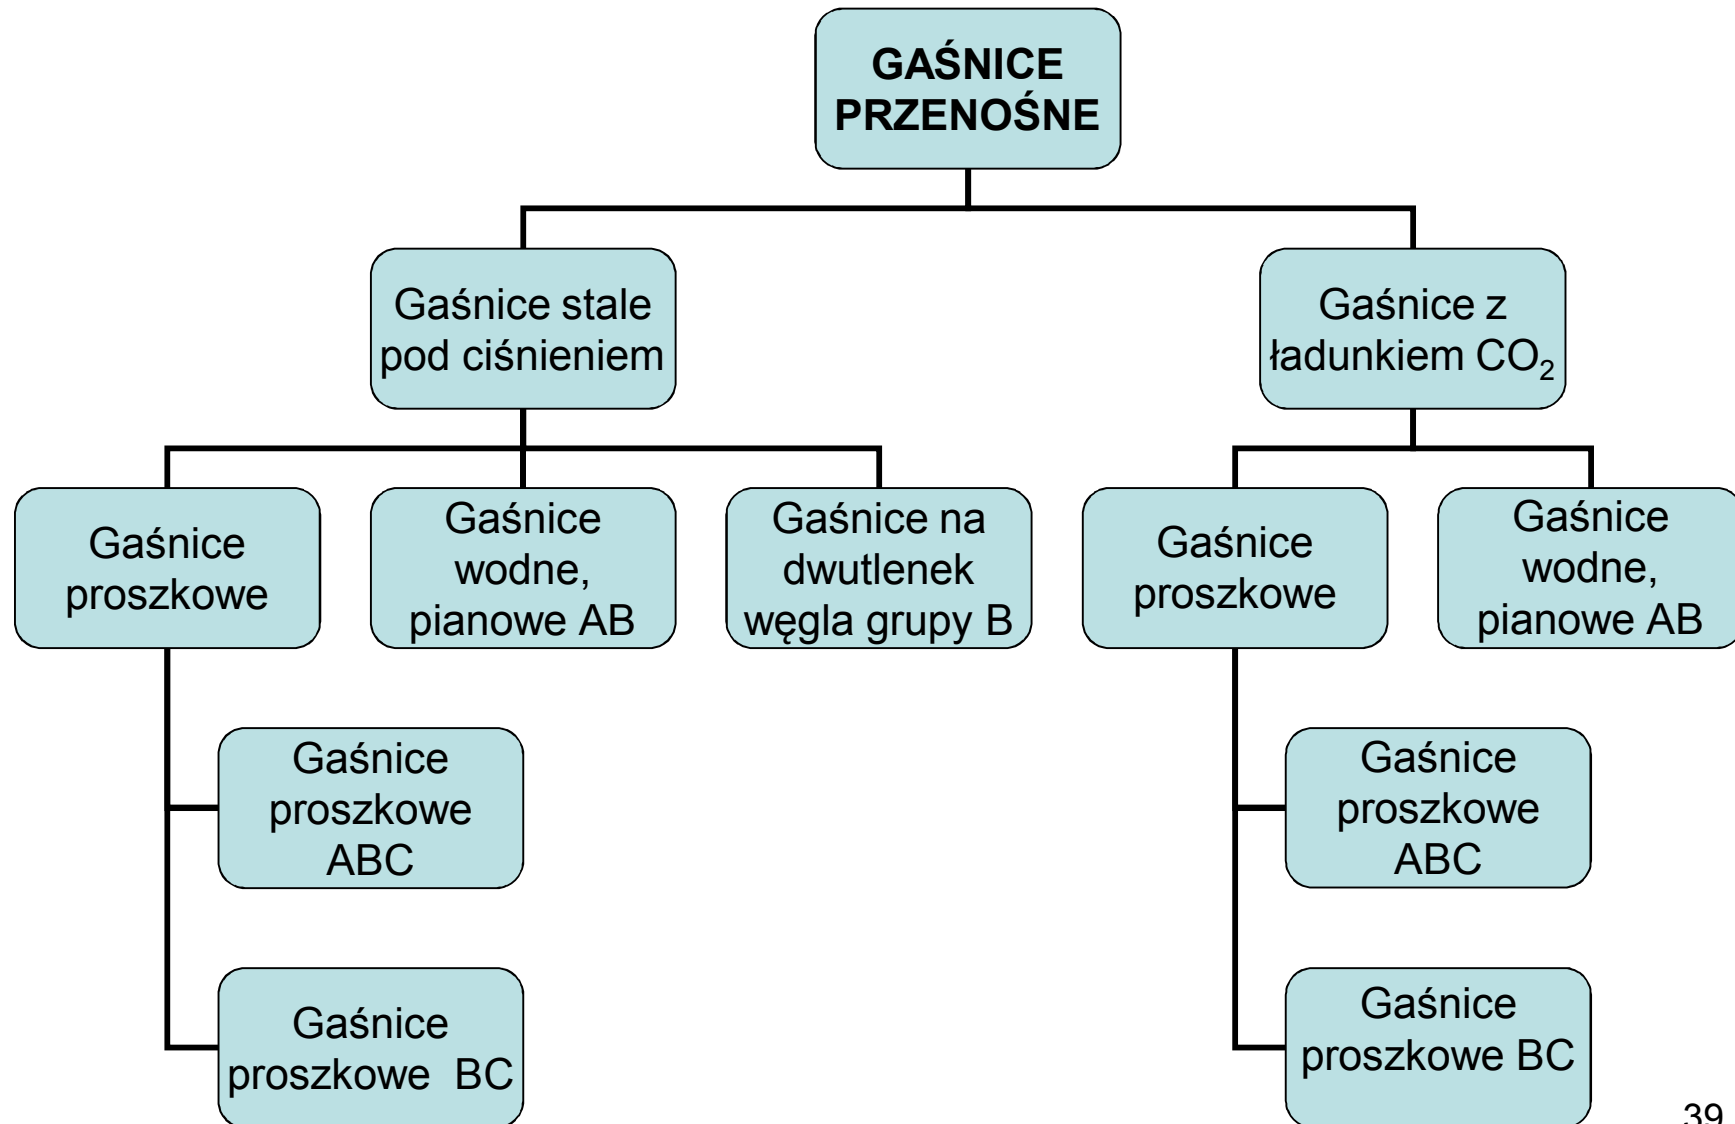 GAŚNICE
PRZENOŚNE
Gaśnice stale
pod ciśnieniem
Gaśnice z
ładunkiem CO₂
Gaśnice
proszkowe
Gaśnice
wodne,
pianowe AB
Gaśnice na
dwutlenek
węgla grupy B
Gaśnice
proszkowe
Gaśnice
wodne,
pianowe AB
Gaśnice
proszkowe
ABC
Gaśnice
proszkowe
ABC
Gaśnice
proszkowe BC
Gaśnice
proszkowe BC
39